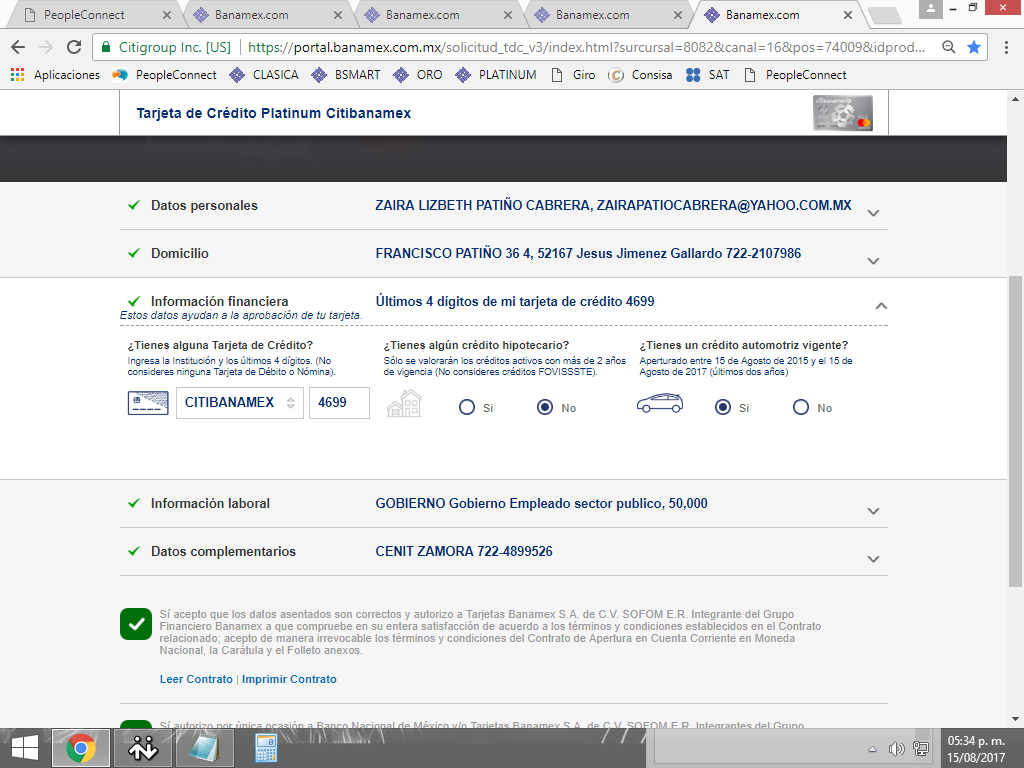 PeopleConnect
Banamex.com
Banamex.com
Banamex.com
Banamex.com
Citigroup Inc. [US] https://portal.banamex.com.mx/solicitud_tdc_v3/index.html?surcursal=8082&canal=16&pos=74009&idprod...
Aplicaciones PeopleConnect CLASICA BSMART ORO PLATINUM Giro Consisa SAT PeopleConnect
Tarjeta de Crédito Platinum Citibanamex
Datos personales ZAIRA LIZBETH PATIÑO CABRERA, ZAIRAPATIOCABRERA@YAHOO.COM.MX
Domicilio FRANCISCO PATIÑO 36 4, 52167 Jesus Jimenez Gallardo 722-2107986
Información financiera Últimos 4 dígitos de mi tarjeta de crédito 4699
Estos datos ayudan a la aprobación de tu tarjeta.
¿Tienes alguna Tarjeta de Crédito?
Ingresa la Institución y los últimos 4 dígitos. (No
consideres ninguna Tarjeta de Débito o Nómina).
CITIBANAMEX 4699
¿Tienes algún crédito hipotecario?
Sólo se valorarán los créditos activos con más de 2 años
de vigencia (No consideres créditos FOVISSSTE).
Si No
¿Tienes un crédito automotriz vigente?
Aperturado entre 15 de Agosto de 2015 y el 15 de
Agosto de 2017 (últimos dos años)
Si No
Información laboral GOBIERNO Gobierno Empleado sector publico, 50,000
Datos complementarios CENIT ZAMORA 722-4899526
Sí acepto que los datos asentados son correctos y autorizo a Tarjetas Banamex S.A. de C.V. SOFOM E.R. Integrante del Grupo
Financiero Banamex a que compruebe en su entera satisfacción de acuerdo a los términos y condiciones establecidos en el Contrato
relacionado; acepto de manera irrevocable los términos y condiciones del Contrato de Apertura en Cuenta Corriente en Moneda
Nacional, la Carátula y el Folleto anexos.
Leer Contrato | Imprimir Contrato
Sí autorizo por única ocasión a Banco Nacional de México y/o Tarjetas Banamex S.A. de C.V. SOFOM E.R. Integrantes del Grupo
05:34 p. m.
15/08/2017